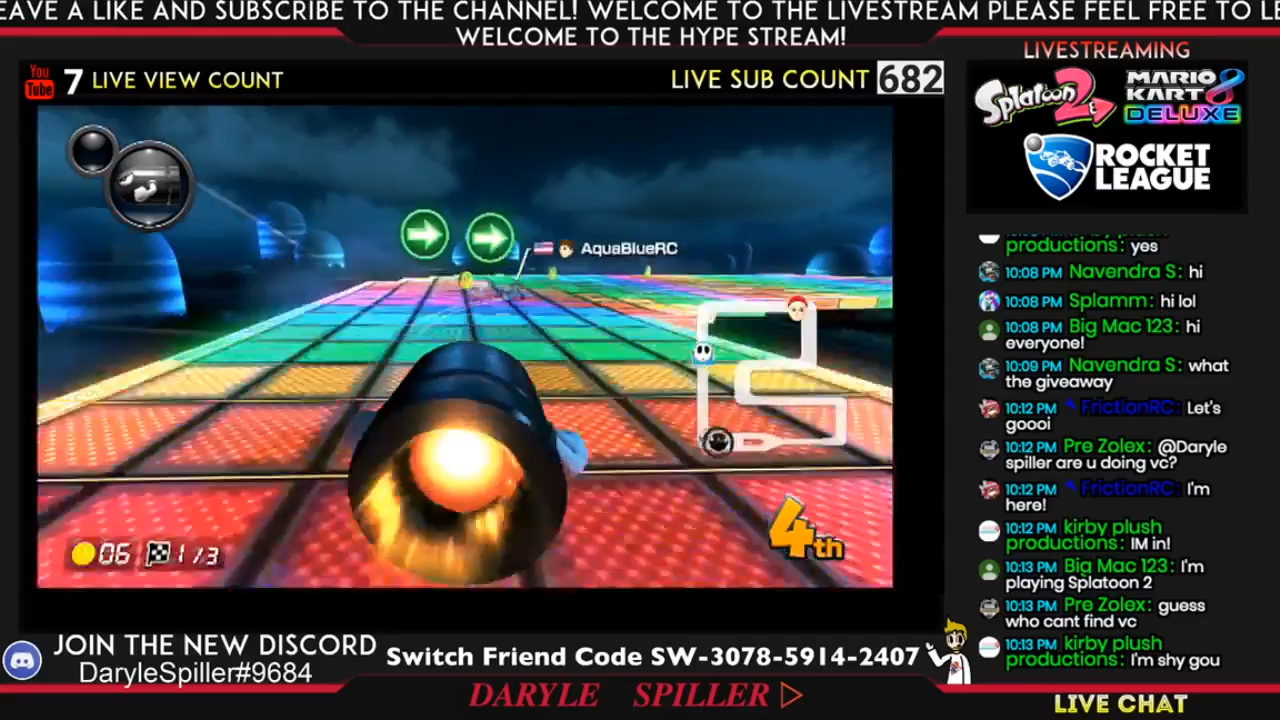 EAVE A LIKE AND SUBSCRIBE TO THE CHANNEL! WELCOME TO THE LIVESTREAM PLEASE FEEL FREE TO LE
WELCOME TO THE HYPE STREAM!
YouTube 7 LIVE VIEW COUNT
LIVE SUB COUNT 682
AquaBlueRC
06 1/3
4th
LIVESTREAMING
Splatoon 2
MARIO KART 8 DELUXE
ROCKET LEAGUE
productions: yes
10:08 PM Navendra S: hi
10:08 PM Splamm: hi lol
10:08 PM Big Mac 123: hi
everyone!
10:09 PM Navendra S: what
the giveaway
10:12 PM FrictionRC: Let's
goooi
10:12 PM Pre Zolex: @Daryle
spiller are u doing vc?
10:12 PM FrictionRC: I'm
here!
10:12 PM kirby plush
productions: IM in!
10:13 PM Big Mac 123: I'm
playing Splatoon 2
10:13 PM Pre Zolex: guess
who cant find vc
10:13 PM kirby plush
productions: I'm shy gou
LIVE CHAT
JOIN THE NEW DISCORD
DaryleSpiller#9684
Switch Friend Code SW-3078-5914-2407
DARYLE SPILLER